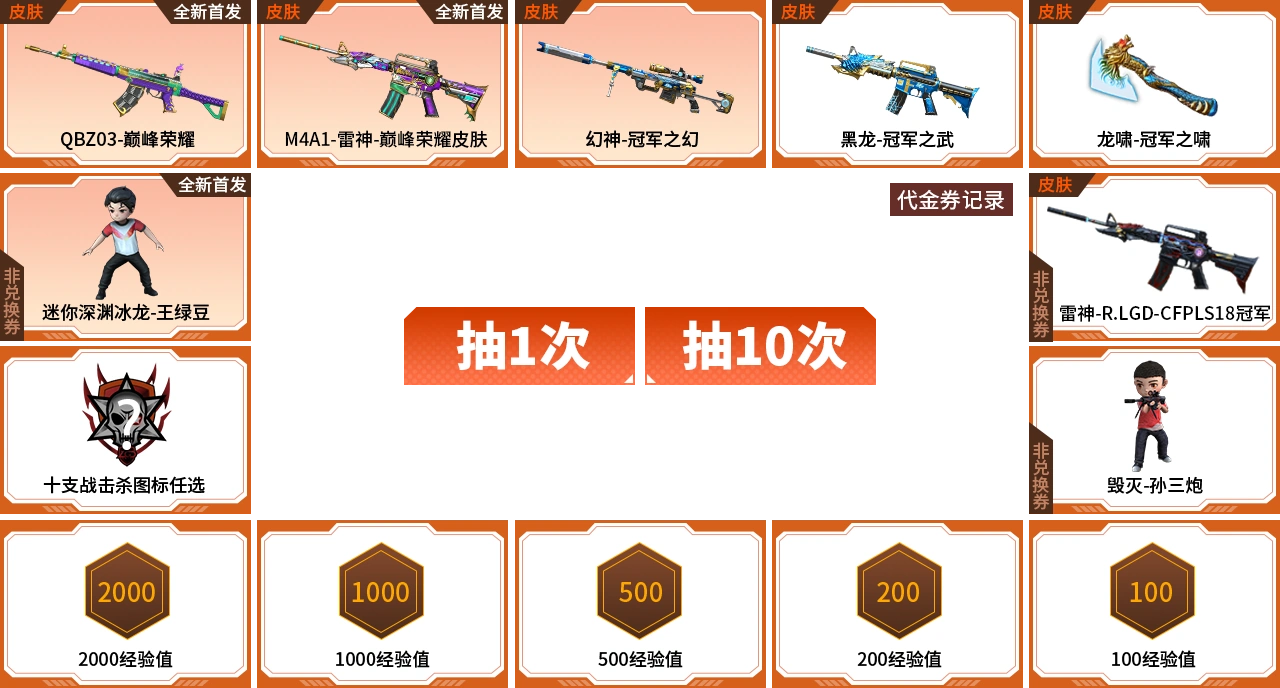 皮肤
全新首发
QBZ03-巅峰荣耀
皮肤
全新首发
M4A1-雷神-巅峰荣耀皮肤
皮肤
幻神-冠军之幻
皮肤
黑龙-冠军之武
皮肤
龙啸-冠军之啸
全新首发
非兑换券
迷你深渊冰龙-王绿豆
代金券记录
皮肤
非兑换券
雷神-R.LGD-CFPLS18冠军
抽1次
抽10次
?
十支战击杀图标任选
非兑换券
毁灭-孙三炮
2000
2000经验值
1000
1000经验值
500
500经验值
200
200经验值
100
100经验值